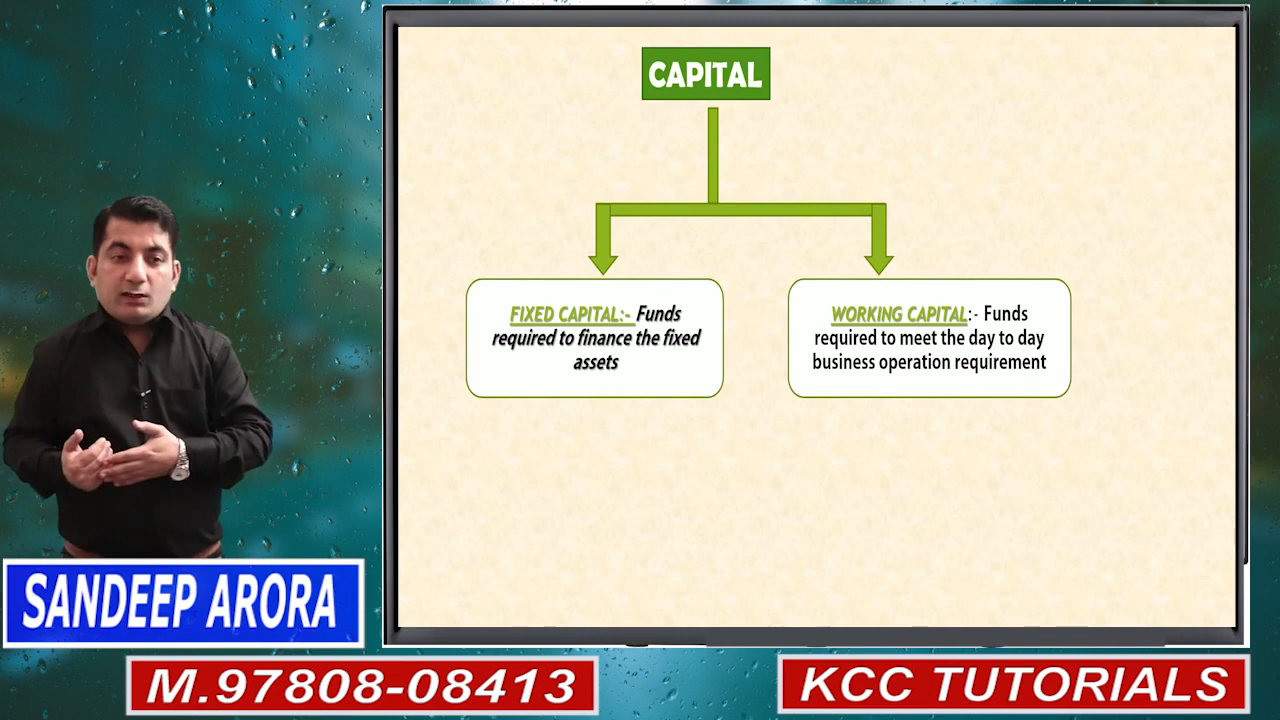 CAPITAL
FIXED CAPITAL:- Funds
required to finance the fixed
assets
WORKING CAPITAL:- Funds
required to meet the day to day
business operation requirement
SANDEEP ARORA
M.97808-08413
KCC TUTORIALS